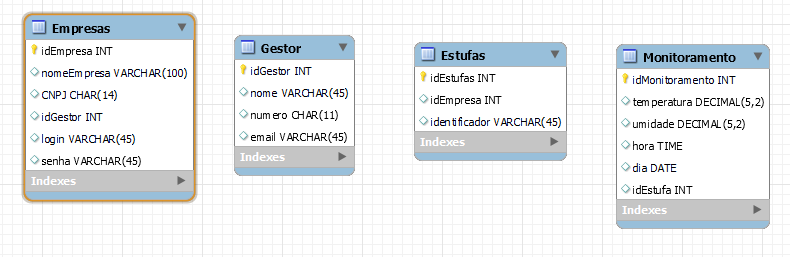 Empresas
idEmpresa INT
nomeEmpresa VARCHAR(100)
CNPJ CHAR(14)
idGestor INT
login VARCHAR(45)
senha VARCHAR(45)
Indexes
Gestor
idGestor INT
nome VARCHAR(45)
numero CHAR(11)
email VARCHAR(45)
Indexes
Estufas
idEstufas INT
idEmpresa INT
identificador VARCHAR(45)
Indexes
Monitoramento
idMonitoramento INT
temperatura DECIMAL(5,2)
umidade DECIMAL(5,2)
hora TIME
dia DATE
idEstufa INT
Indexes